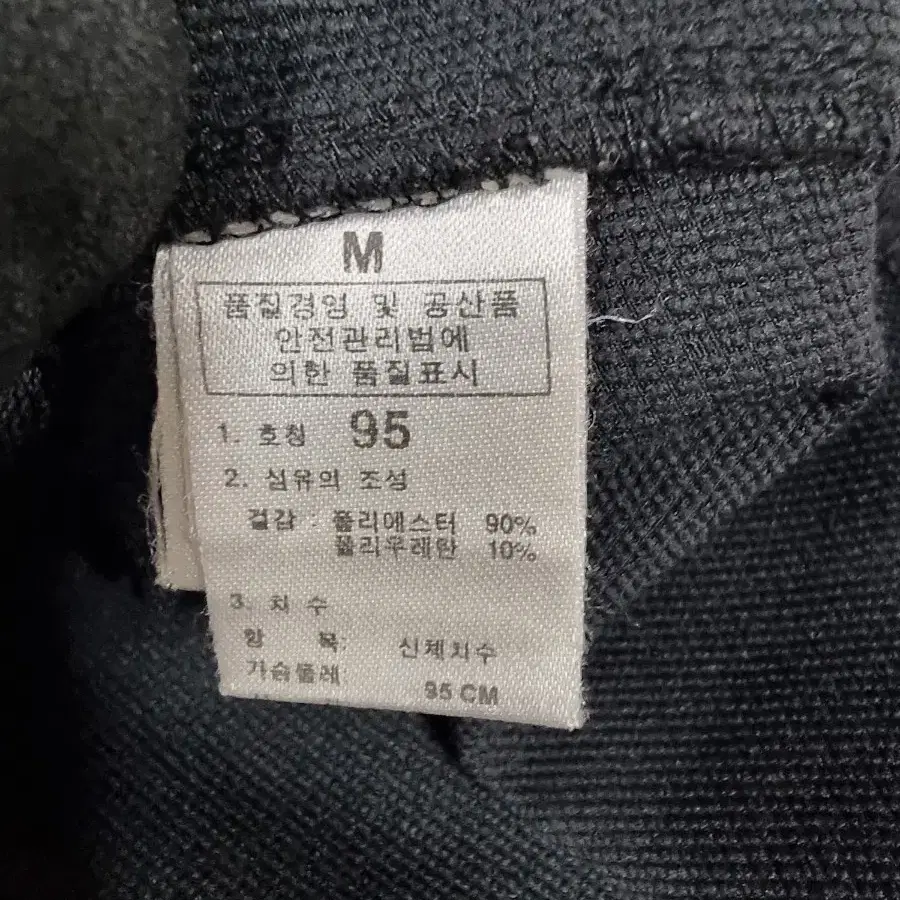 M
품질경영 및 공산품
안전관리법에
의한 품질표시
1. 호칭 95
2. 섬유의 조성
겉감 : 폴리에스터 90%
폴리우레탄 10%
3. 치 수
항 목: 신체치수
가슴둘레 95 CM